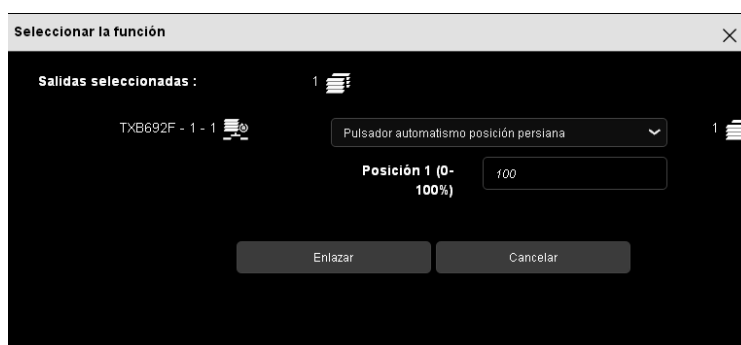 Seleccionar la función
Salidas seleccionadas : 1
TXB692F - 1 - 1 Pulsador automatismo posición persiana 1
Posición 1 (0-
100%) 100
Enlazar Cancelar